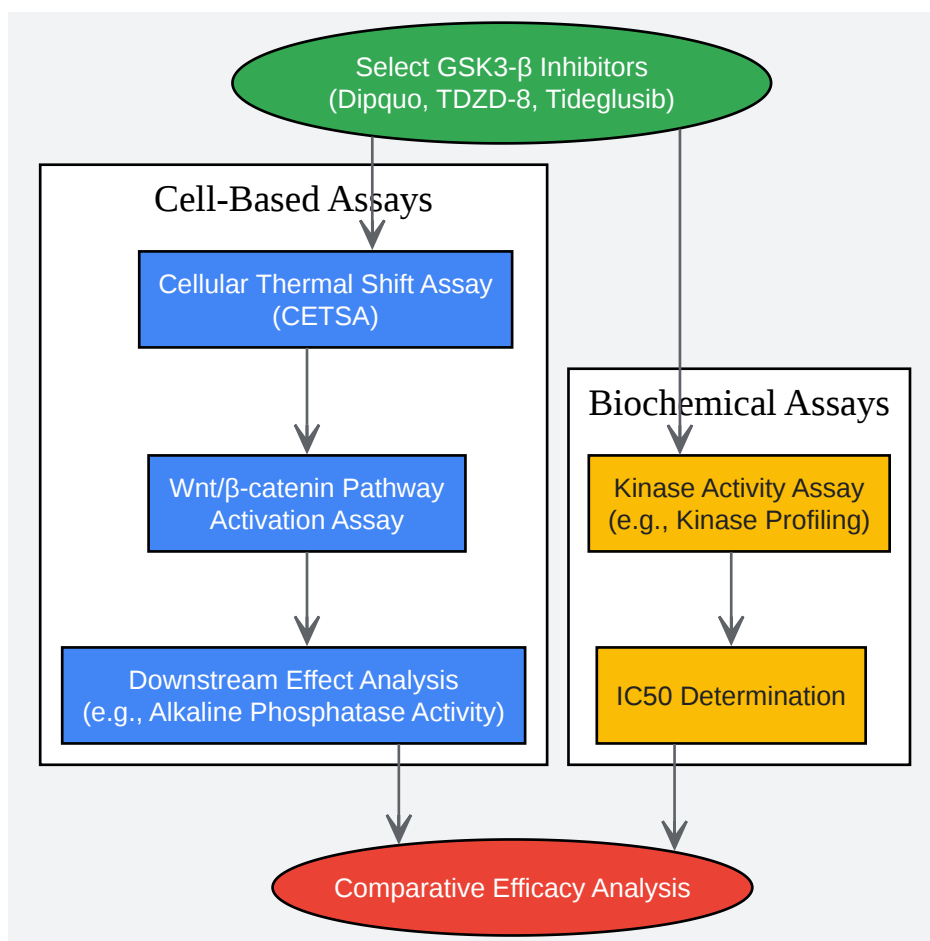 Select GSK3-β Inhibitors
(Dipquo, TDZD-8, Tideglusib)
Cell-Based Assays
Cellular Thermal Shift Assay
(CETSA)
Wnt/β-catenin Pathway
Activation Assay
Downstream Effect Analysis
(e.g., Alkaline Phosphatase Activity)
Biochemical Assays
Kinase Activity Assay
(e.g., Kinase Profiling)
IC50 Determination
Comparative Efficacy Analysis